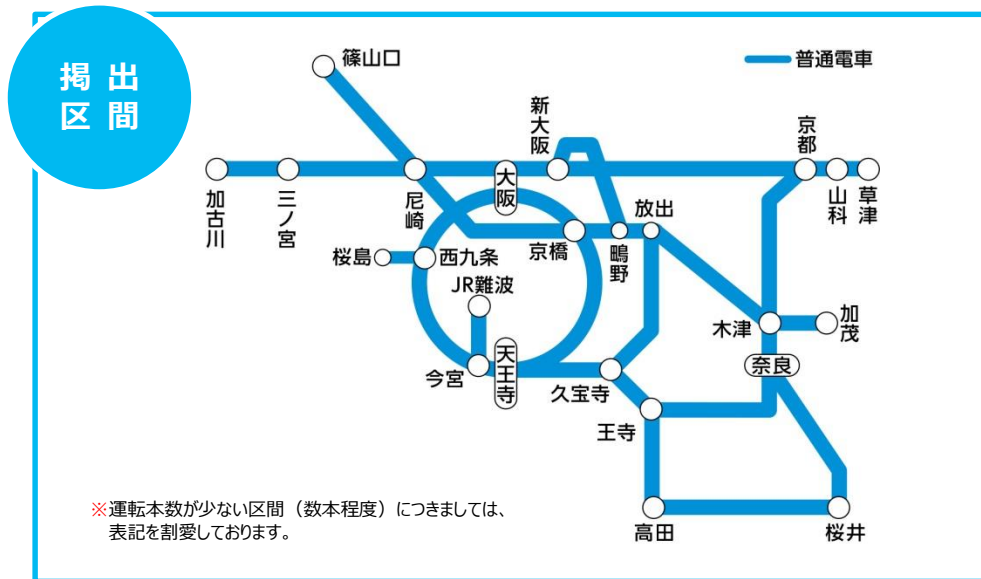 掲出
区間
普通電車
篠山口
新大阪
京都
大阪
加古川
三ノ宮
尼崎
山科
草津
放出
京橋
鴫野
桜島
西九条
JR難波
木津
加茂
今宮
天王寺
久宝寺
奈良
王寺
高田
桜井
※運転本数が少ない区間（数本程度）につきましては、
表記を割愛しております。